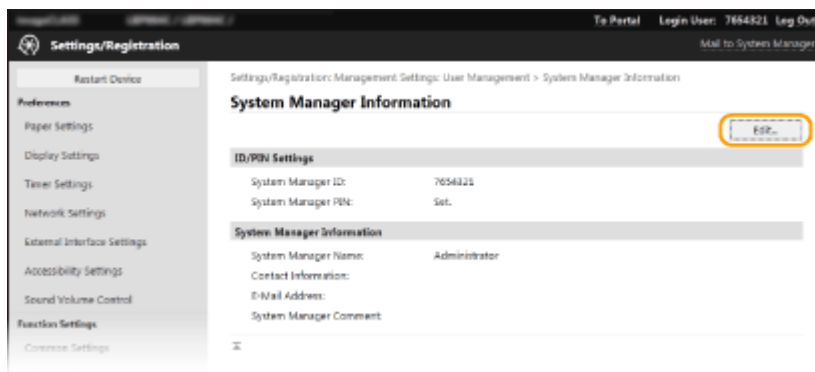 To Portal Login User: 7654321 Log Out
Settings/Registration
Mail to System Manager
Restart Device
Settings/Registration: Management Settings: User Management > System Manager Information
Preferences
System Manager Information
Paper Settings
Edit...
Display Settings
ID/PIN Settings
Timer Settings
System Manager ID: 7654321
System Manager PIN: Set.
Network Settings
System Manager Information
External Interface Settings
System Manager Name: Administrator
Accessibility Settings
Contact Information:
E-Mail Address:
Sound Volume Control
System Manager Comment:
Function Settings
Common Settings